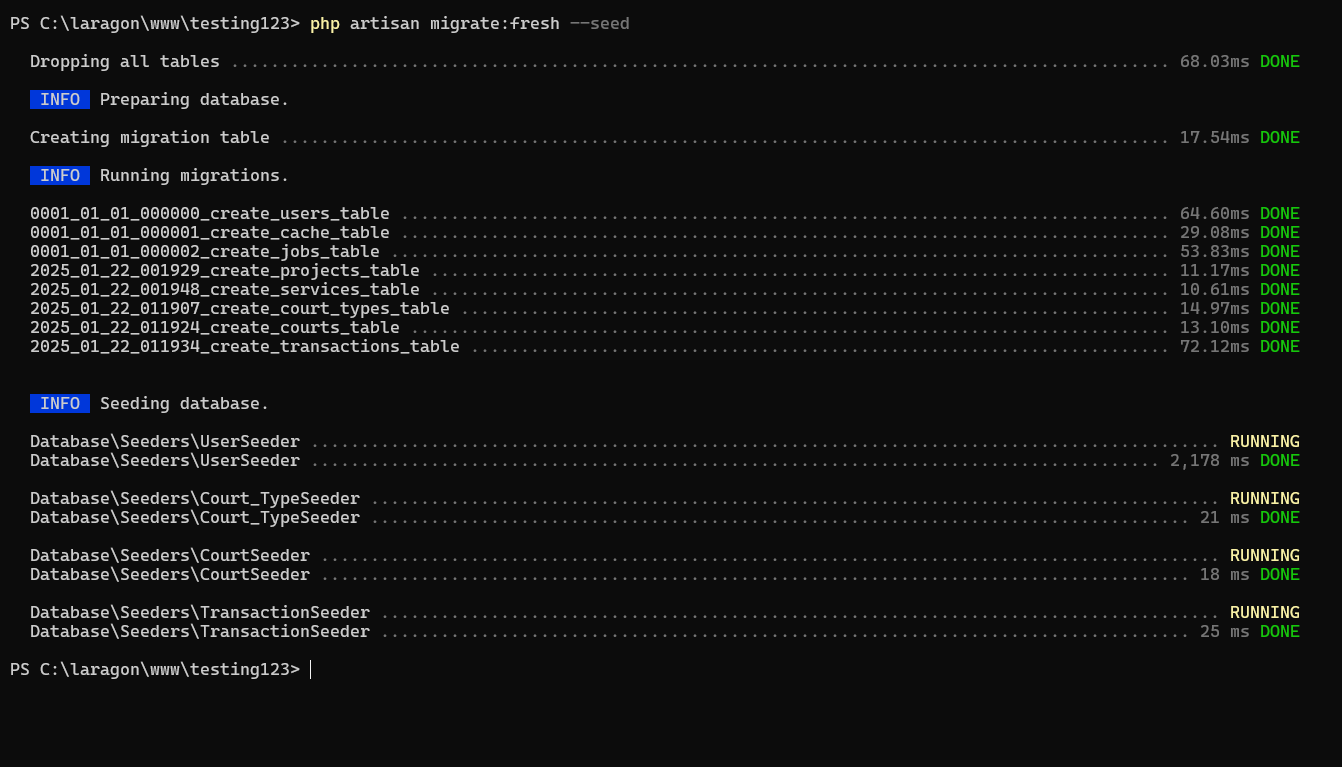 PS C:\laragon\www\testing123> php artisan migrate:fresh --seed
Dropping all tables .............................................................................................. 68.03ms DONE
INFO Preparing database.
Creating migration table ......................................................................................... 17.54ms DONE
INFO Running migrations.
0001_01_01_000000_create_users_table ............................................................................. 64.60ms DONE
0001_01_01_000001_create_cache_table ............................................................................. 29.08ms DONE
0001_01_01_000002_create_jobs_table .............................................................................. 53.83ms DONE
2025_01_22_001929_create_projects_table .......................................................................... 11.17ms DONE
2025_01_22_001948_create_services_table .......................................................................... 10.61ms DONE
2025_01_22_011907_create_court_types_table ....................................................................... 14.97ms DONE
2025_01_22_011924_create_courts_table ............................................................................ 13.10ms DONE
2025_01_22_011934_create_transactions_table ...................................................................... 72.12ms DONE
INFO Seeding database.
Database\Seeders\UserSeeder ........................................................................................... RUNNING
Database\Seeders\UserSeeder ..................................................................................... 2,178 ms DONE
Database\Seeders\Court_TypeSeeder ..................................................................................... RUNNING
Database\Seeders\Court_TypeSeeder .................................................................................. 21 ms DONE
Database\Seeders\CourtSeeder .......................................................................................... RUNNING
Database\Seeders\CourtSeeder ....................................................................................... 18 ms DONE
Database\Seeders\TransactionSeeder .................................................................................... RUNNING
Database\Seeders\TransactionSeeder ................................................................................. 25 ms DONE
PS C:\laragon\www\testing123>